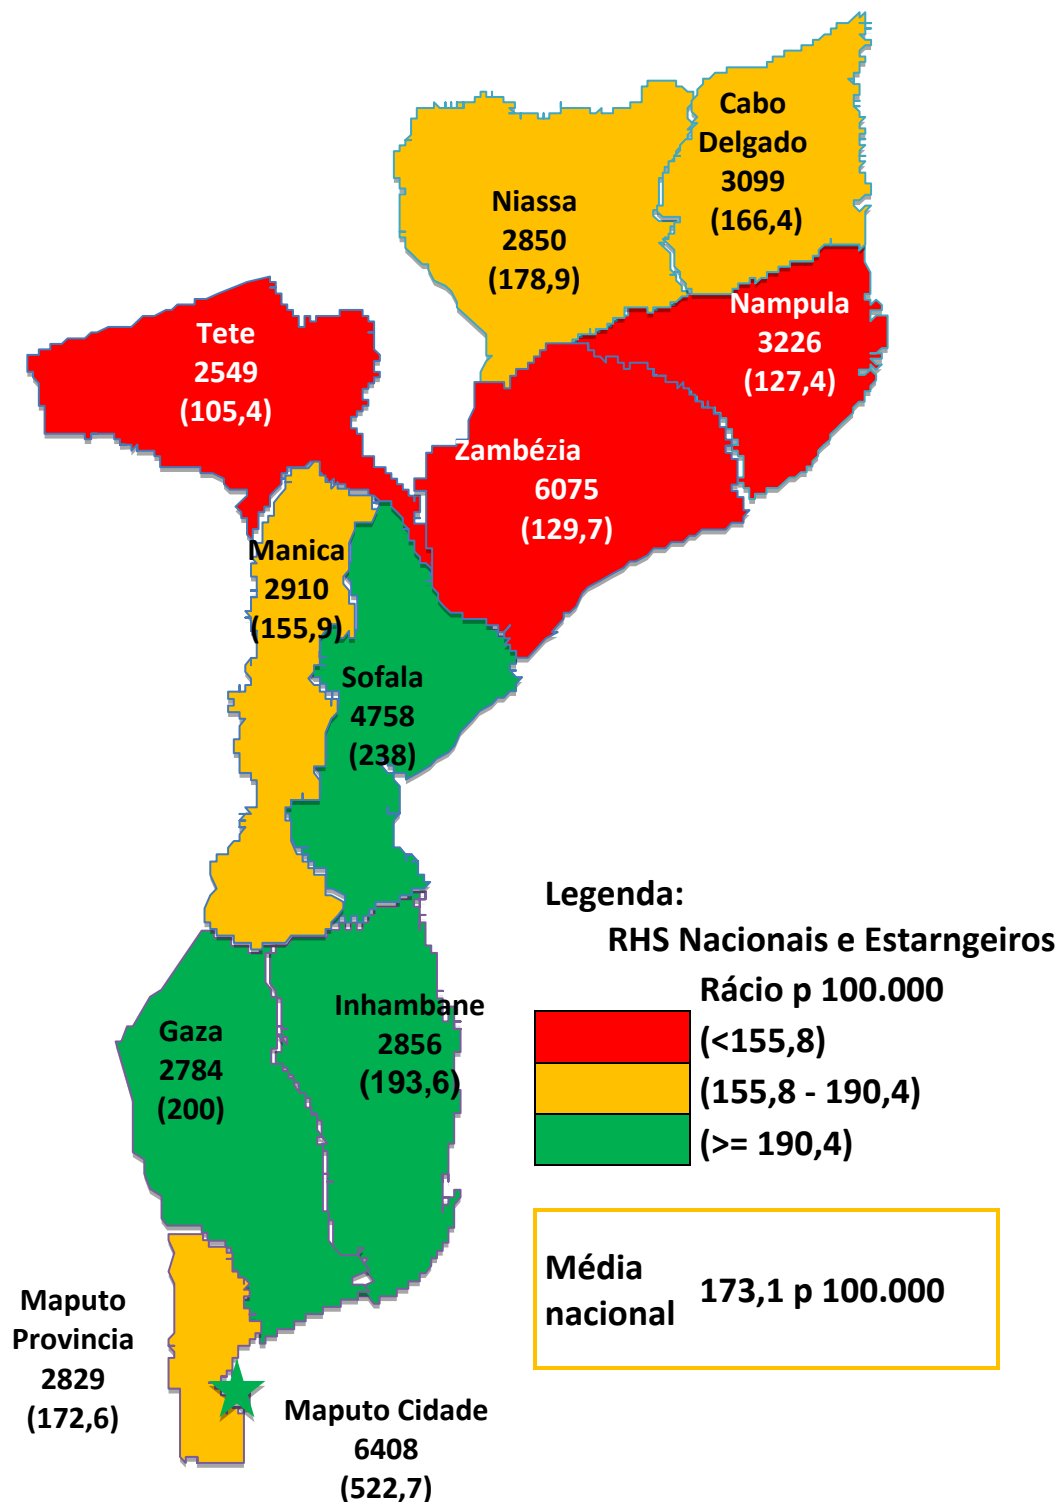 Cabo
Delgado
3099
(166,4)
Niassa
2850
(178,9)
Nampula
3226
(127,4)
Tete
2549
(105,4)
Zambézia
6075
(129,7)
Manica
2910
(155,9)
Sofala
4758
(238)
Inhambane
2856
(193,6)
Gaza
2784
(200)
Maputo
Provincia
2829
(172,6)
Maputo Cidade
6408
(522,7)
Legenda:
RHS Nacionais e Estarngeiros
Rácio p 100.000
(<155,8)
(155,8 - 190,4)
(>= 190,4)
Média
nacional
173,1 p 100.000